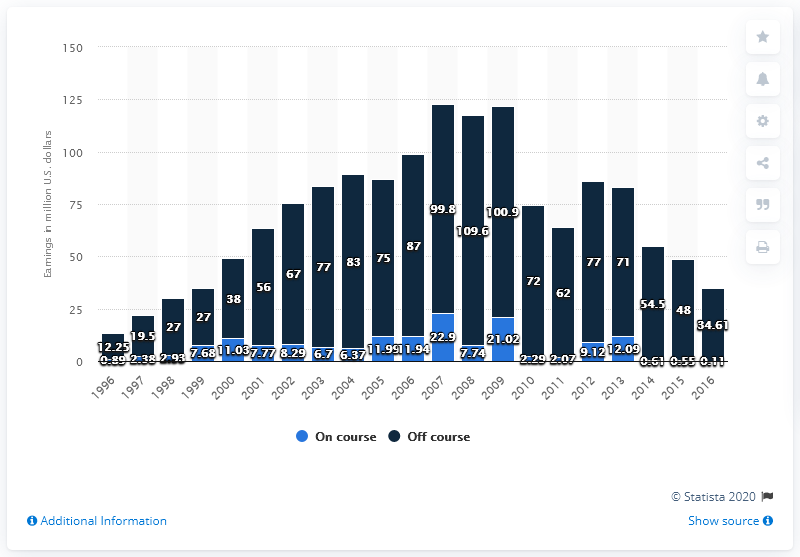 150
125
100
75
50
25
0
Earnings in million U.S. dollars
12.25 19.5 27 27 38 56 67 77 83 75 87 99.8 109.6 100.9 72 62 77 71 54.5 48 34.61
0.89 2.38 2.93 7.68 11.03 7.77 8.29 6.7 6.37 11.99 11.94 22.9 7.74 21.02 2.29 2.07 9.12 12.09 0.61 0.55 0.11
1996 1997 1998 1999 2000 2001 2002 2003 2004 2005 2006 2007 2008 2009 2010 2011 2012 2013 2014 2015 2016
On course Off course
© Statista 2020
Additional Information
Show source